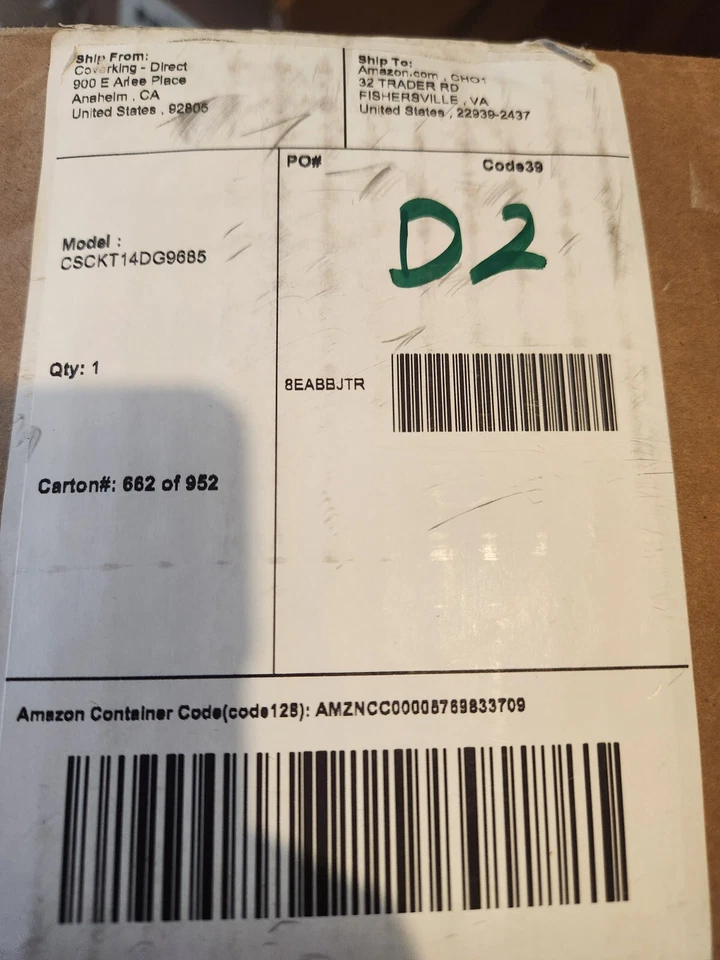 Ship From:
Coverking - Direct
900 E Arlee Place
Anaheim , CA
United States , 92805
Ship To:
Amazon.com , CHO1
32 TRADER RD
FISHERSVILLE , VA
United States , 22939-2437
PO#
Code39
D2
Model :
CSCKT14DG9685
Qty: 1
8EABBJTR
Carton#: 662 of 952
Amazon Container Code(code128): AMZNCC00008769833709